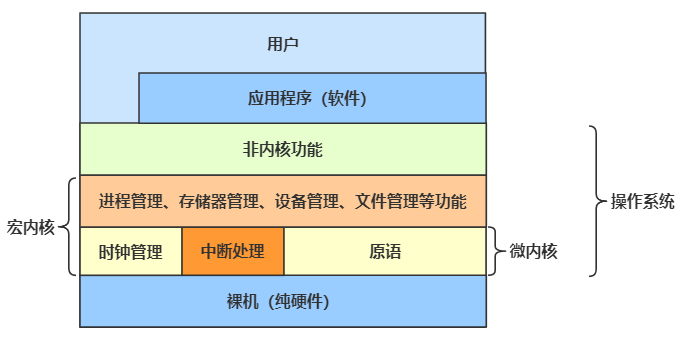 用户
应用程序（软件）
非内核功能
进程管理、存储器管理、设备管理、文件管理等功能
操作系统
宏内核
时钟管理
中断处理
原语
微内核
裸机（纯硬件）